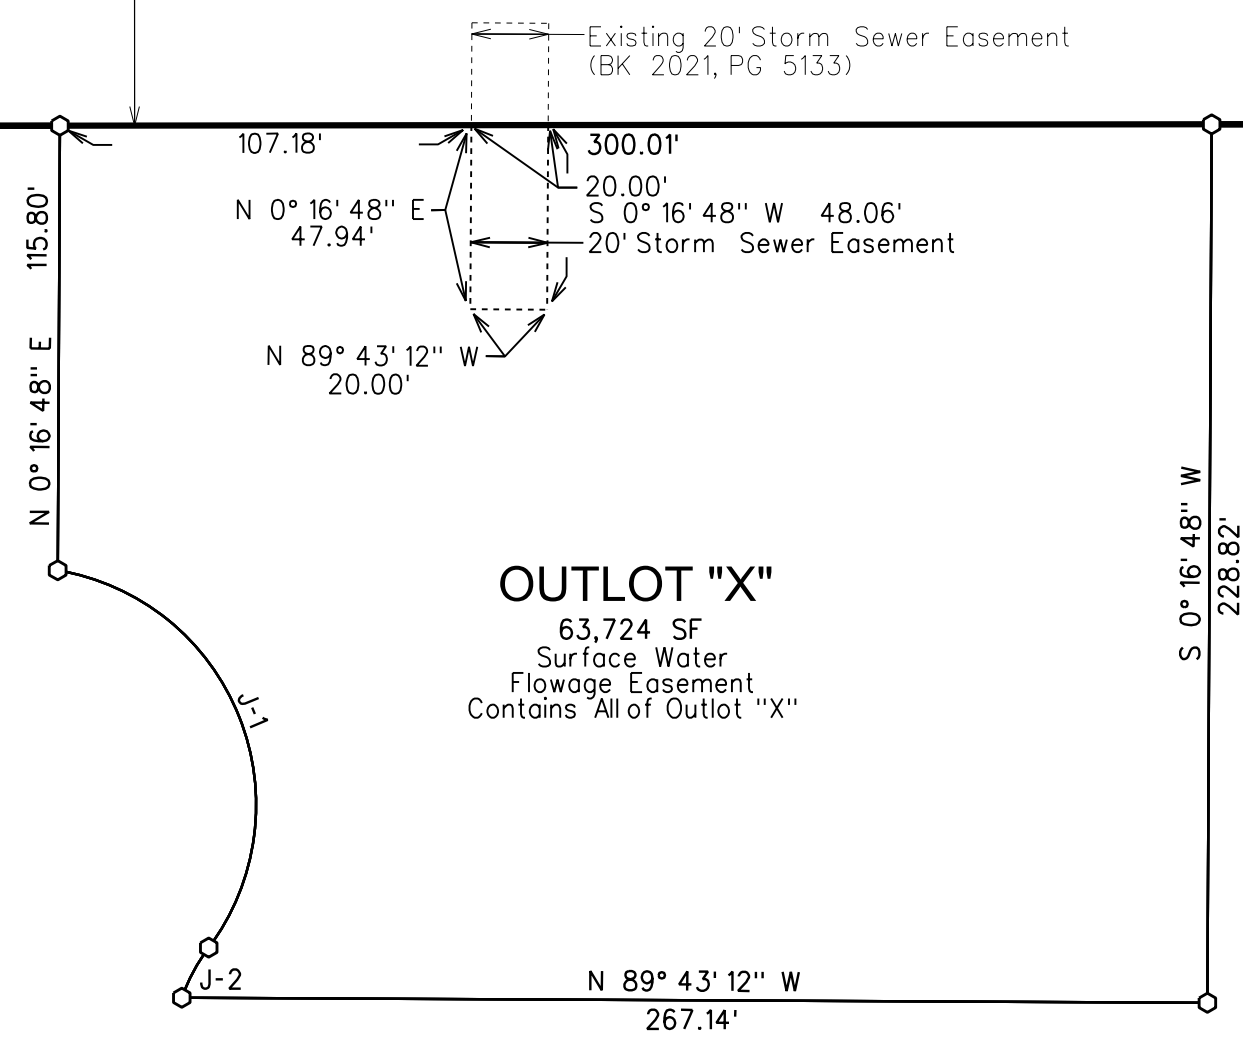 Existing 20' Storm Sewer Easement
(BK 2021, PG 5133)
107.18'
300.01'
20.00'
N 0° 16' 48" E
47.94'
S 0° 16' 48" W 48.06'
20' Storm Sewer Easement
N 89° 43' 12" W
20.00'
N 0° 16' 48" E 115.80'
OUTLOT "X"
63,724 SF
Surface Water
Flowage Easement
Contains All of Outlot "X"
S 0° 16' 48" W
228.82'
J-1
J-2
N 89° 43' 12" W
267.14'